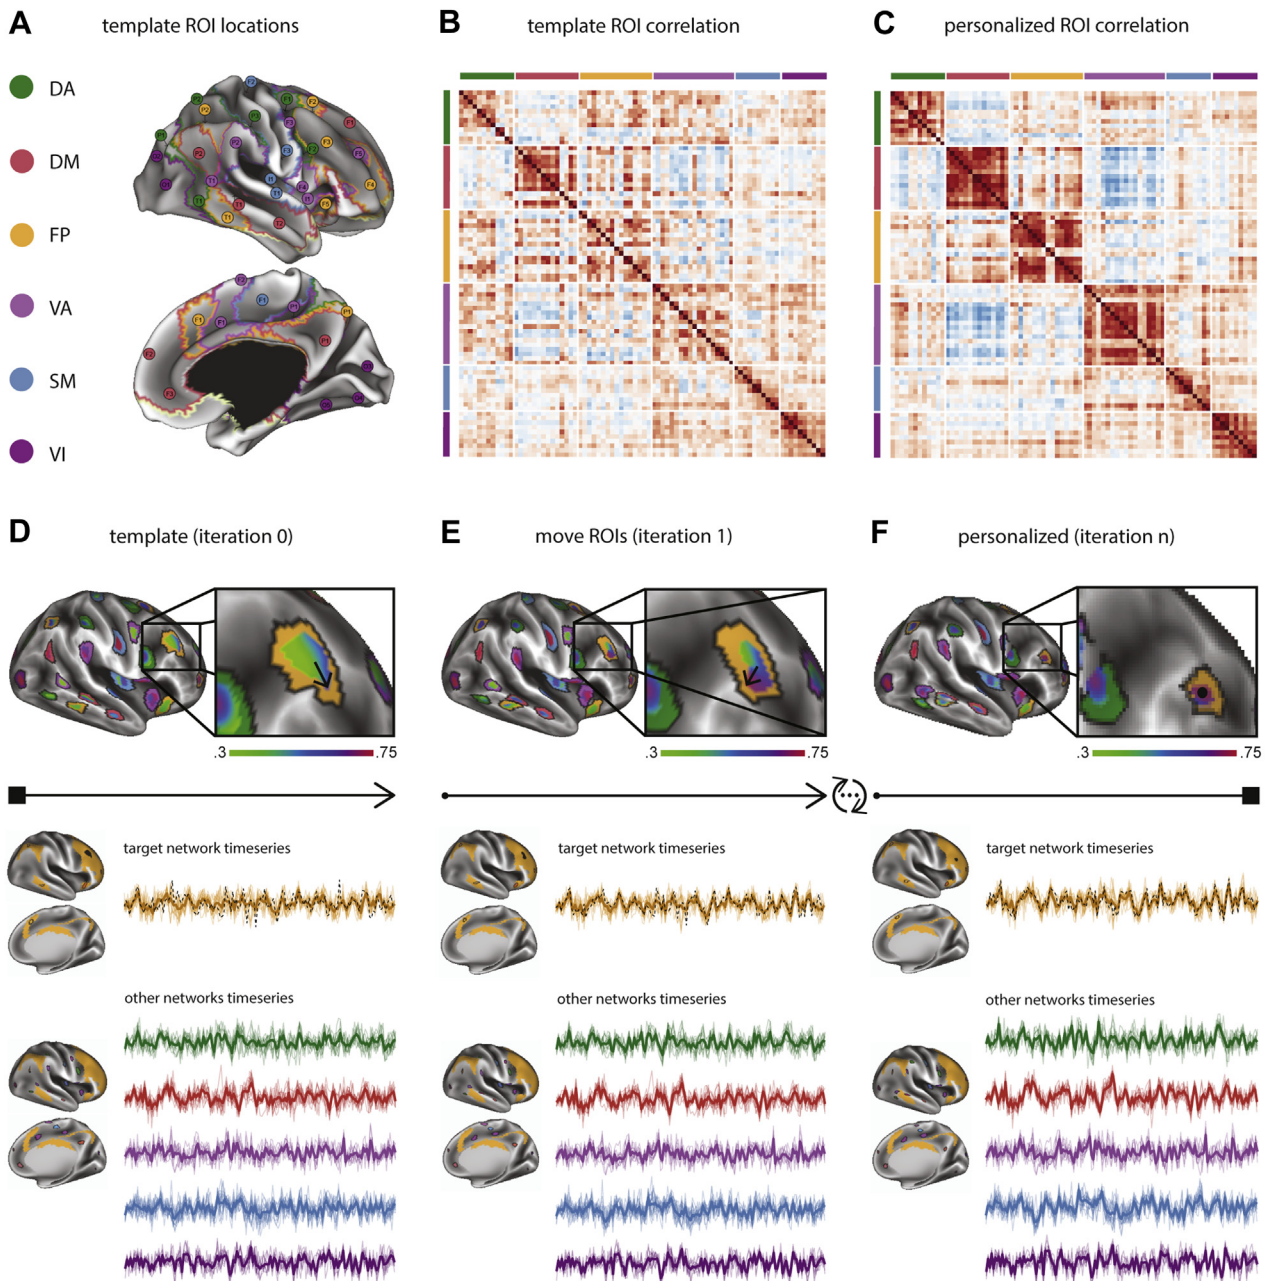 A template ROI locations
B template ROI correlation
C personalized ROI correlation
DA
DM
FP
VA
SM
VI
D template (iteration 0)
E move ROIs (iteration 1)
F personalized (iteration n)
.3 .75
.3 .75
.3 .75
target network timeseries
target network timeseries
target network timeseries
other networks timeseries
other networks timeseries
other networks timeseries